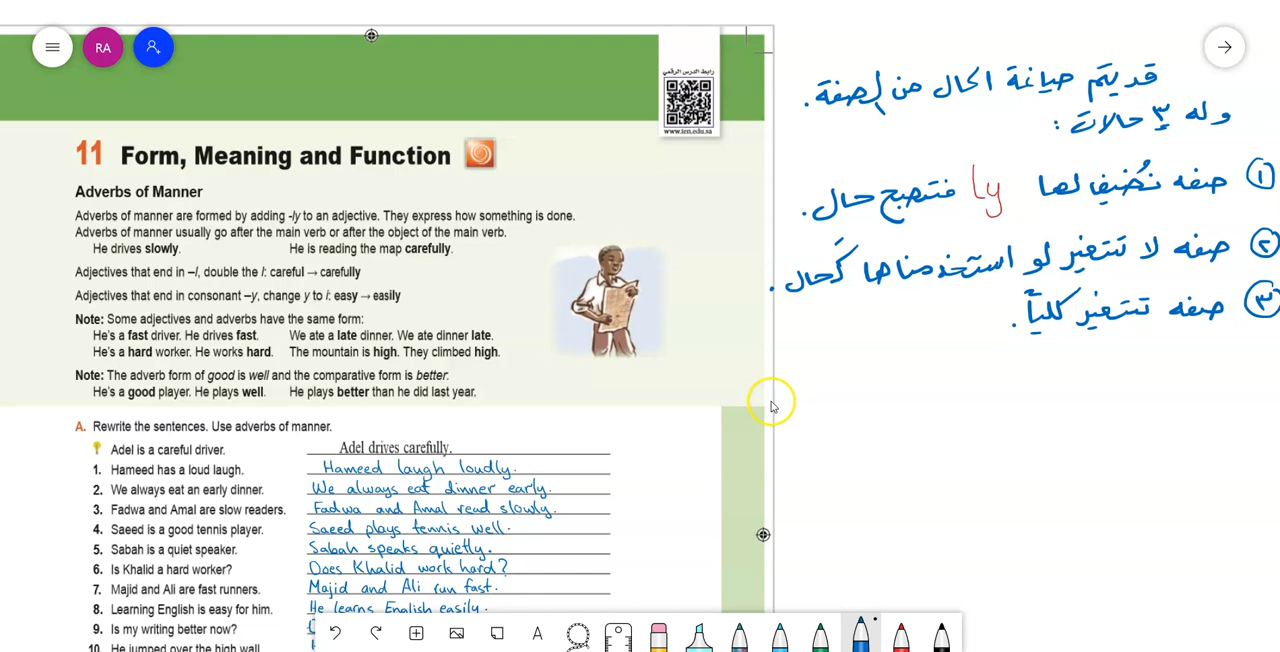 RA
رابط الدرس الرقمي
www.ien.edu.sa
11 Form, Meaning and Function
Adverbs of Manner
Adverbs of manner are formed by adding -ly to an adjective. They express how something is done.
Adverbs of manner usually go after the main verb or after the object of the main verb.
He drives slowly. He is reading the map carefully.
Adjectives that end in –l, double the l: careful → carefully
Adjectives that end in consonant –y, change y to i: easy → easily
Note: Some adjectives and adverbs have the same form:
He's a fast driver. He drives fast. We ate a late dinner. We ate dinner late.
He's a hard worker. He works hard. The mountain is high. They climbed high.
Note: The adverb form of good is well and the comparative form is better.
He's a good player. He plays well. He plays better than he did last year.
A. Rewrite the sentences. Use adverbs of manner.
Adel is a careful driver. Adel drives carefully.
1. Hameed has a loud laugh. Hameed laugh loudly.
2. We always eat an early dinner. We always eat dinner early.
3. Fadwa and Amal are slow readers. Fadwa and Amal read slowly.
4. Saeed is a good tennis player. Saeed plays tennis well.
5. Sabah is a quiet speaker. Sabah speaks quietly.
6. Is Khalid a hard worker? Does Khalid work hard?
7. Majid and Ali are fast runners. Majid and Ali run fast.
8. Learning English is easy for him. He learns English easily.
9. Is my writing better now?
10. He jumped over the high wall.
قد يتم صياغة الحال من الصفة.
وله ٣ حالات :
١ صفه نُضيف لها ly فتصبح حال.
٢ صفه لا تتغير لو استخدمناها كَحال.
٣ صفه تتغير كلياً.
A